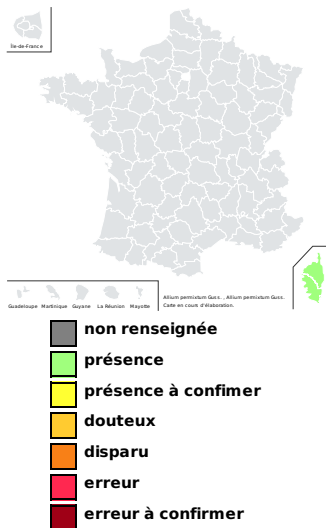 Île-de-France
Guadeloupe Martinique Guyane La Réunion Mayotte
Allium permixtum Guss. , Allium permixtum Guss.
Carte en cours d'élaboration.
non renseignée
présence
présence à confimer
douteux
disparu
erreur
erreur à confirmer